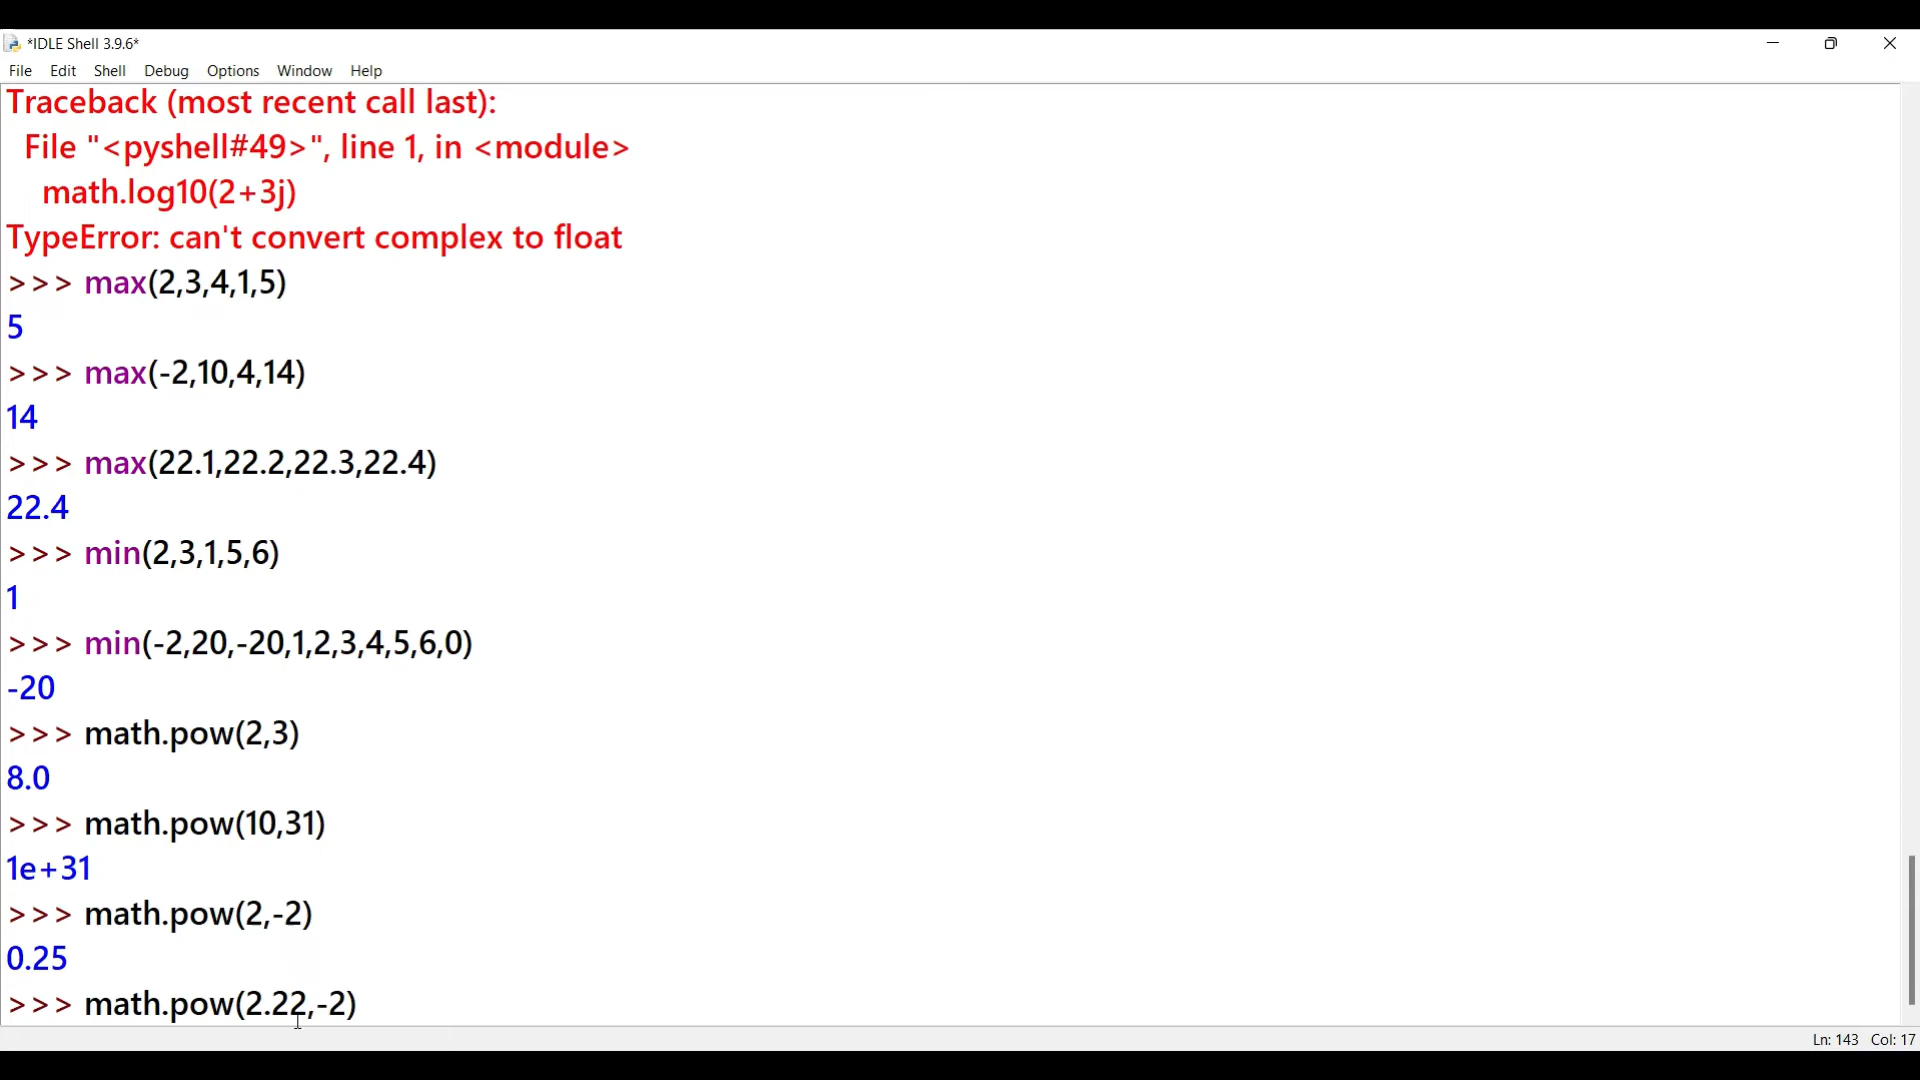 *IDLE Shell 3.9.6*
File Edit Shell Debug Options Window Help
Traceback (most recent call last):
File "<pyshell#49>", line 1, in <module>
math.log10(2+3j)
TypeError: can't convert complex to float
>>> max(2,3,4,1,5)
5
>>> max(-2,10,4,14)
14
>>> max(22.1,22.2,22.3,22.4)
22.4
>>> min(2,3,1,5,6)
1
>>> min(-2,20,-20,1,2,3,4,5,6,0)
-20
>>> math.pow(2,3)
8.0
>>> math.pow(10,31)
1e+31
>>> math.pow(2,-2)
0.25
>>> math.pow(2.22,-2)
Ln: 143 Col: 17